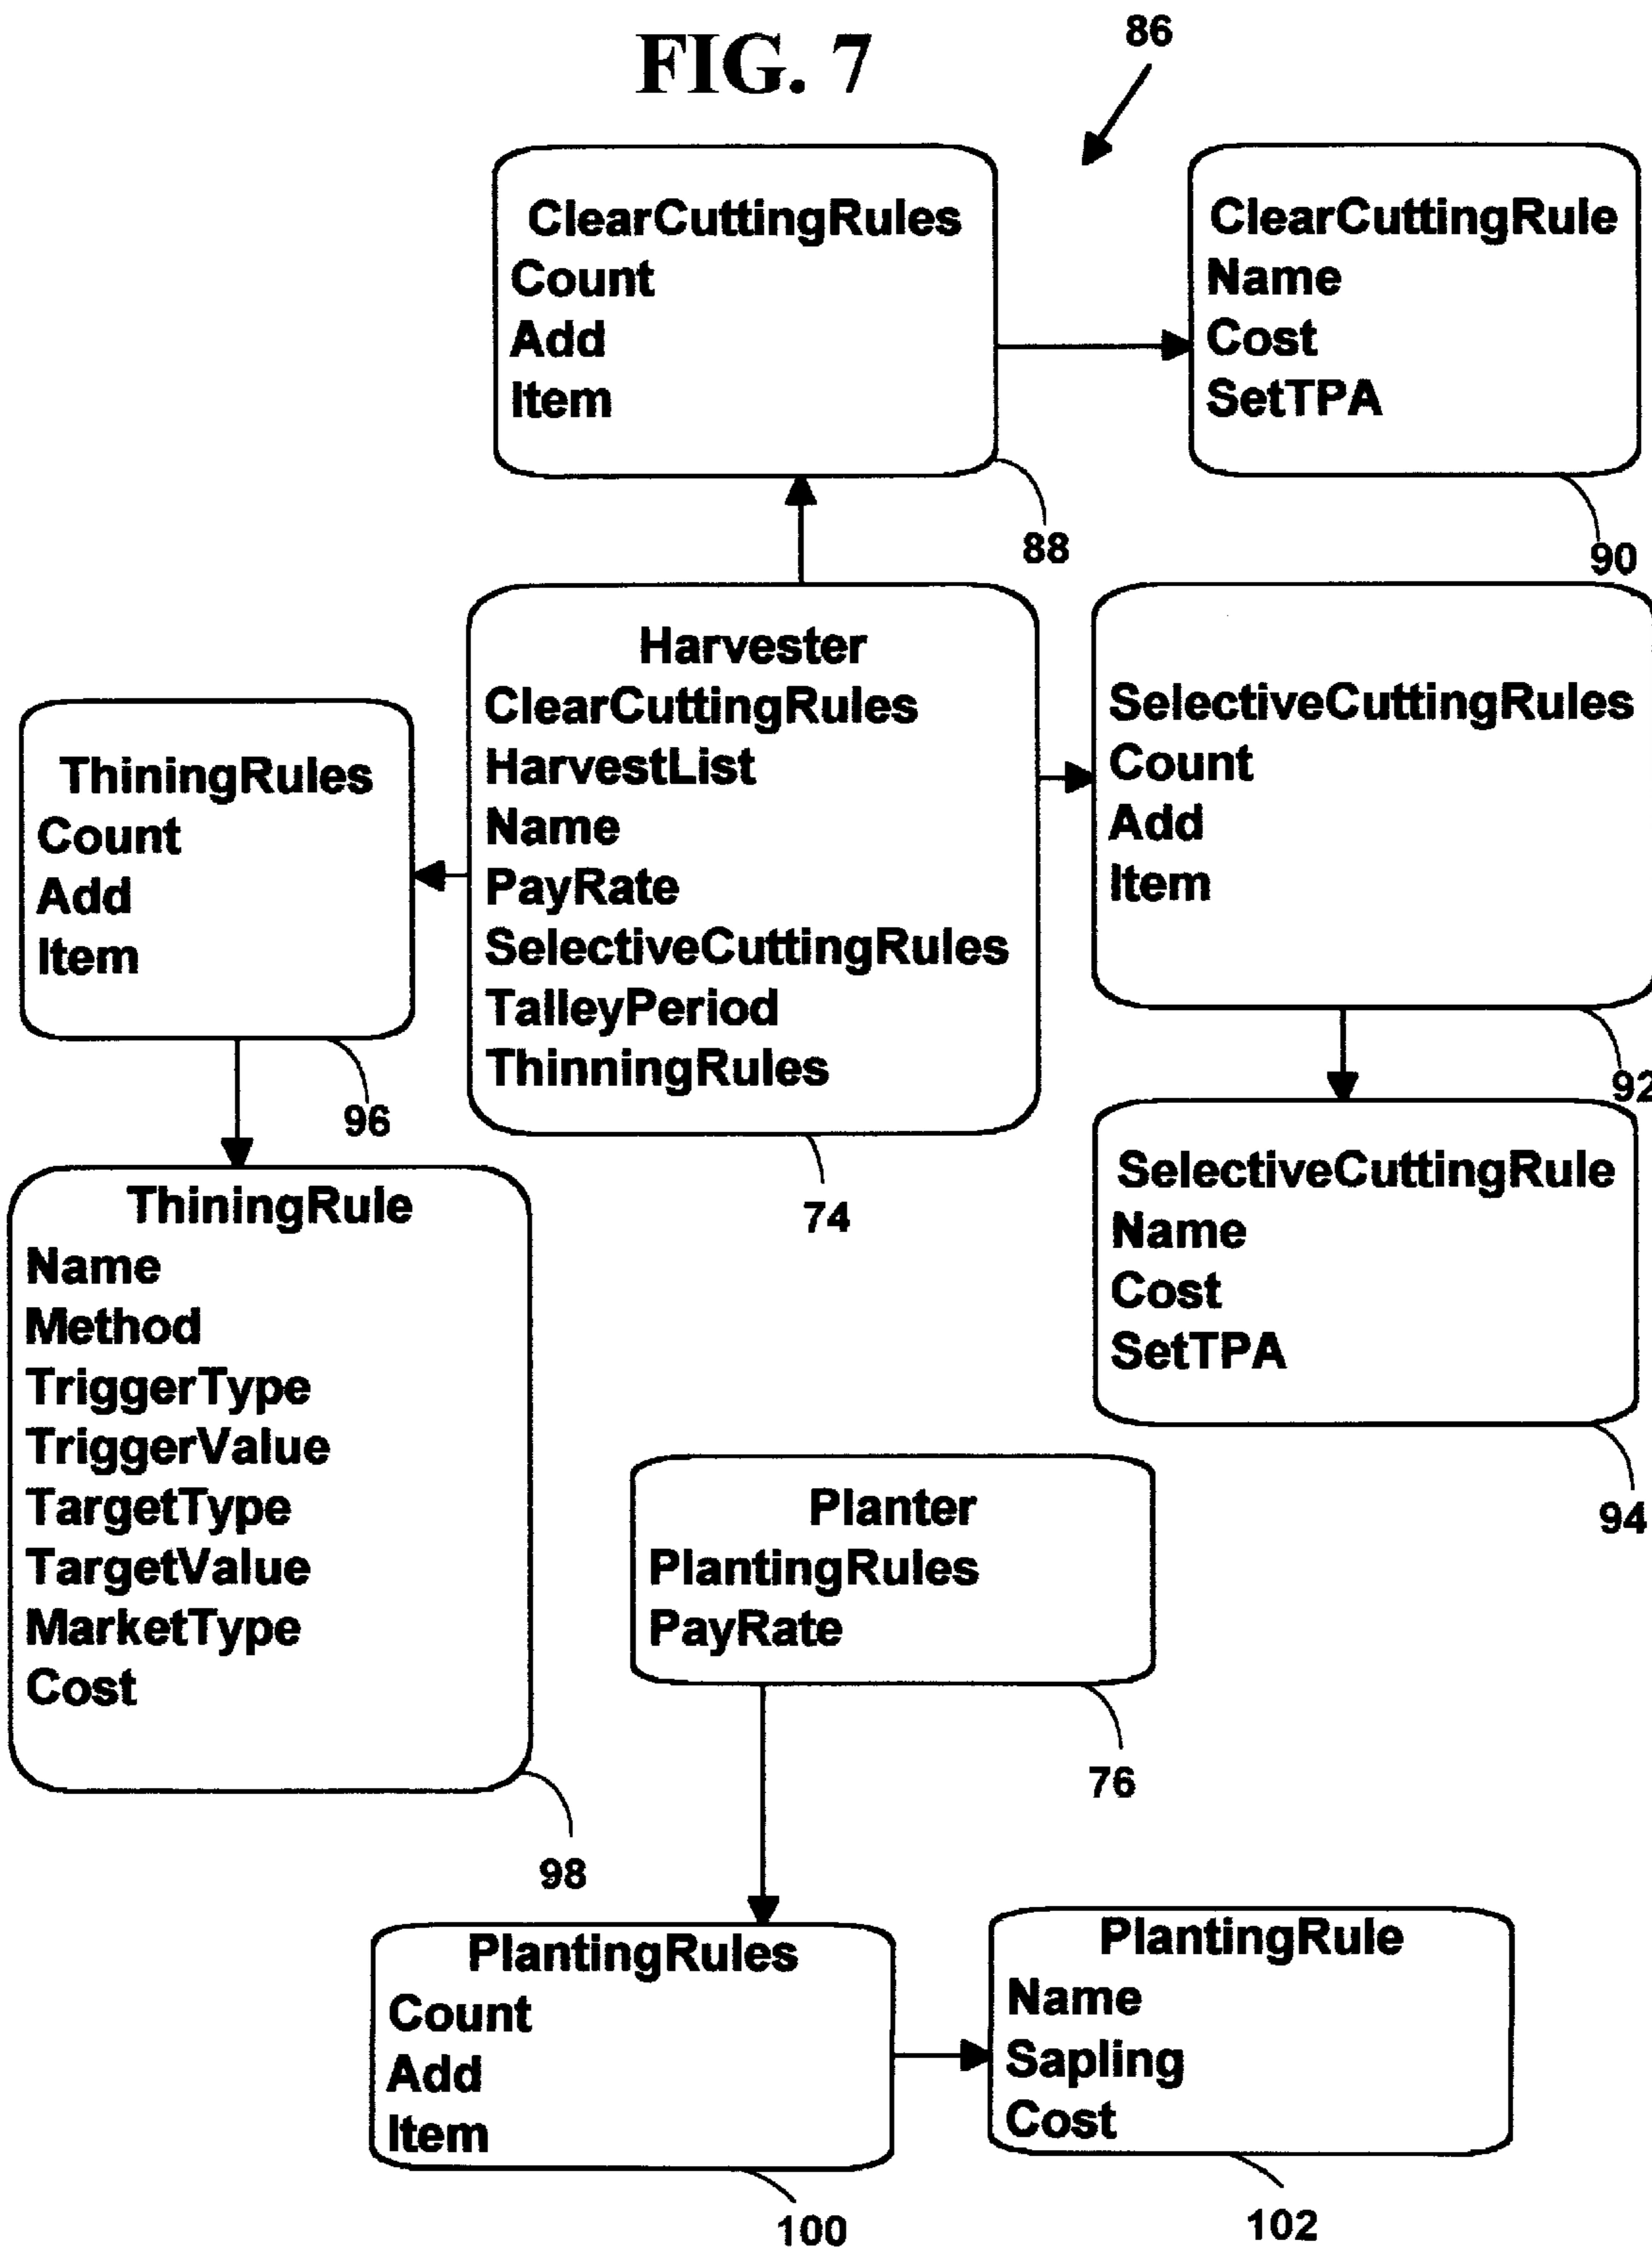 FIG. 7
86
ClearCuttingRules
Count
Add
Item
88
ClearCuttingRule
Name
Cost
SetTPA
90
Harvester
ClearCuttingRules
HarvestList
Name
PayRate
SelectiveCuttingRules
TalleyPeriod
ThinningRules
74
SelectiveCuttingRules
Count
Add
Item
92
ThiningRules
Count
Add
Item
96
SelectiveCuttingRule
Name
Cost
SetTPA
94
ThiningRule
Name
Method
TriggerType
TriggerValue
TargetType
TargetValue
MarketType
Cost
98
Planter
PlantingRules
PayRate
76
PlantingRules
Count
Add
Item
100
PlantingRule
Name
Sapling
Cost
102